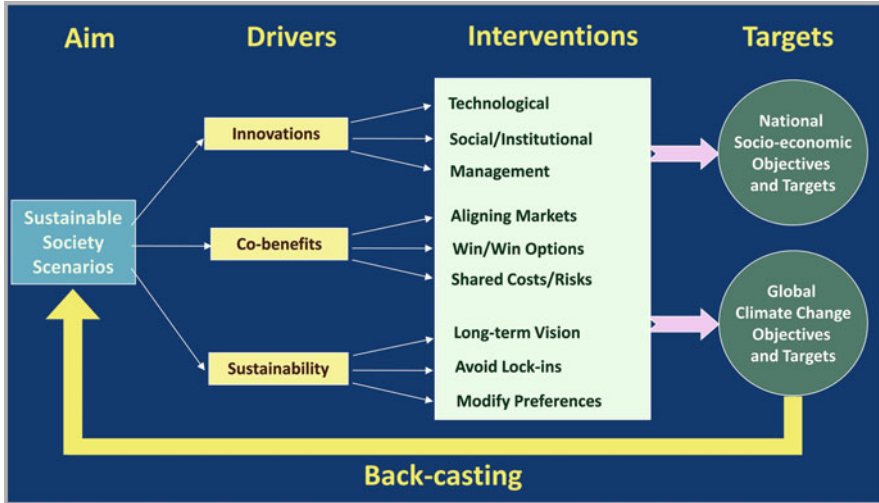 Aim
Drivers
Interventions
Targets
Sustainable
Society
Scenarios
Innovations
Co-benefits
Sustainability
Technological
Social/Institutional
Management
Aligning Markets
Win/Win Options
Shared Costs/Risks
Long-term Vision
Avoid Lock-ins
Modify Preferences
National
Socio-economic
Objectives
and Targets
Global
Climate Change
Objectives
and Targets
Back-casting